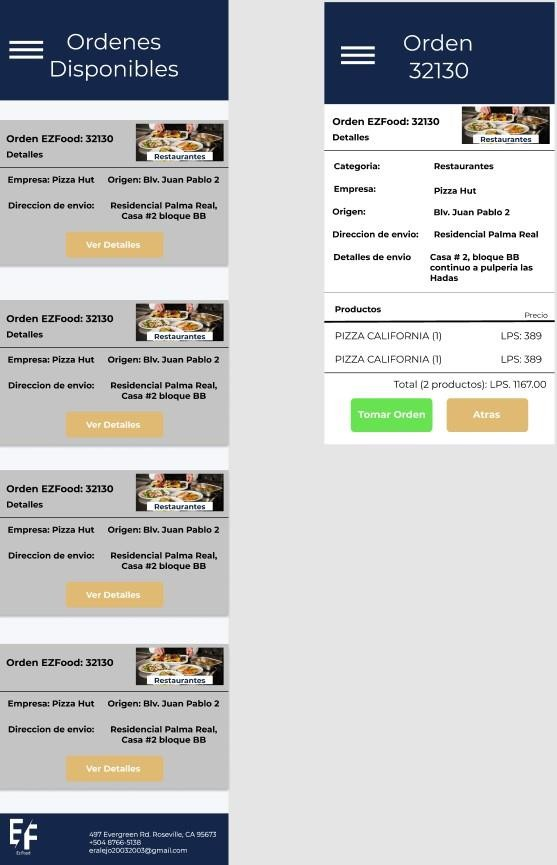 Ordenes
Disponibles
Orden EZFood: 32130
Detalles
Restaurantes
Empresa: Pizza Hut Origen: Blv. Juan Pablo 2
Direccion de envio: Residencial Palma Real,
Casa #2 bloque BB
Ver Detalles
Orden EZFood: 32130
Detalles
Restaurantes
Empresa: Pizza Hut Origen: Blv. Juan Pablo 2
Direccion de envio: Residencial Palma Real,
Casa #2 bloque BB
Ver Detalles
Orden EZFood: 32130
Detalles
Restaurantes
Empresa: Pizza Hut Origen: Blv. Juan Pablo 2
Direccion de envio: Residencial Palma Real,
Casa #2 bloque BB
Ver Detalles
Orden EZFood: 32130
Restaurantes
Empresa: Pizza Hut Origen: Blv. Juan Pablo 2
Direccion de envio: Residencial Palma Real,
Casa #2 bloque BB
Ver Detalles
EF
EzFood
497 Evergreen Rd. Roseville, CA 95673
+504 8766-5138
eralejo20032003@gmail.com
Orden
32130
Orden EZFood: 32130
Detalles
Restaurantes
Categoria: Restaurantes
Empresa: Pizza Hut
Origen: Blv. Juan Pablo 2
Direccion de envio: Residencial Palma Real
Detalles de envio Casa # 2, bloque BB
continuo a pulperia las
Hadas
Productos Precio
PIZZA CALIFORNIA (1) LPS: 389
PIZZA CALIFORNIA (1) LPS: 389
Total (2 productos): LPS. 1167.00
Tomar Orden Atras